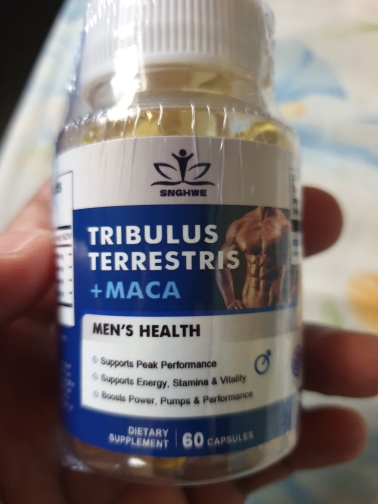 SNGHWE
TRIBULUS
TERRESTRIS
+MACA
MEN'S HEALTH
Supports Peak Performance
Supports Energy, Stamina & Vitality
Boosts Power, Pumps & Performance
DIETARY
SUPPLEMENT | 60 CAPSULES